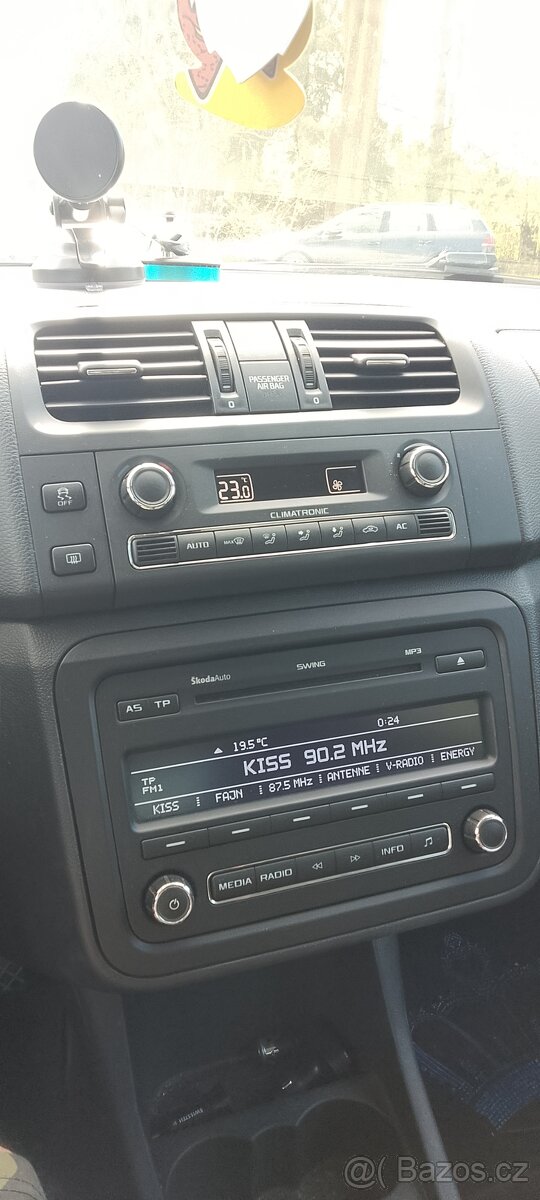 PASSENGER
AIR BAG
0 0
23.0 °C
CLIMATRONIC
OFF
AUTO MAX AC
SWING MP3
ŠkodaAuto
AS TP
19.5°C 0:24
KISS 90.2 MHz
TP
FM1
KISS FAJN 87.5 MHz ANTENNE V-RADIO ENERGY
MEDIA RADIO INFO
@( Bazos.cz